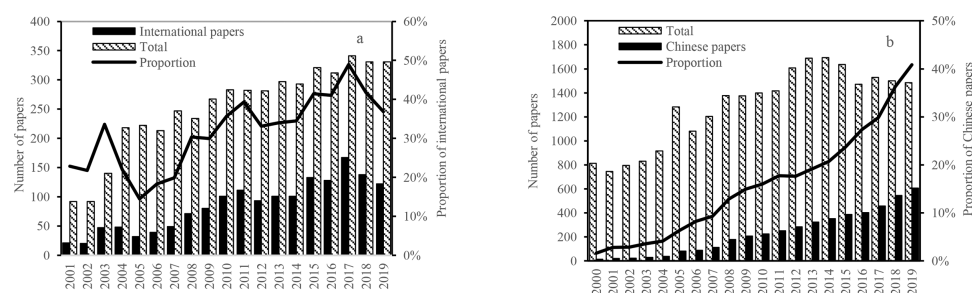 International papers
Total
Proportion
a
Number of papers
400
350
300
250
200
150
100
50
0
60%
50%
40%
30%
20%
10%
0%
Proportion of international papers
2001 2002 2003 2004 2005 2006 2007 2008 2009 2010 2011 2012 2013 2014 2015 2016 2017 2018 2019
Total
Chinese papers
Proportion
b
Number of papers
2000
1800
1600
1400
1200
1000
800
600
400
200
0
50%
40%
30%
20%
10%
0%
Proportion of Chinese papers
2000 2001 2002 2003 2004 2005 2006 2007 2008 2009 2010 2011 2012 2013 2014 2015 2016 2017 2018 2019